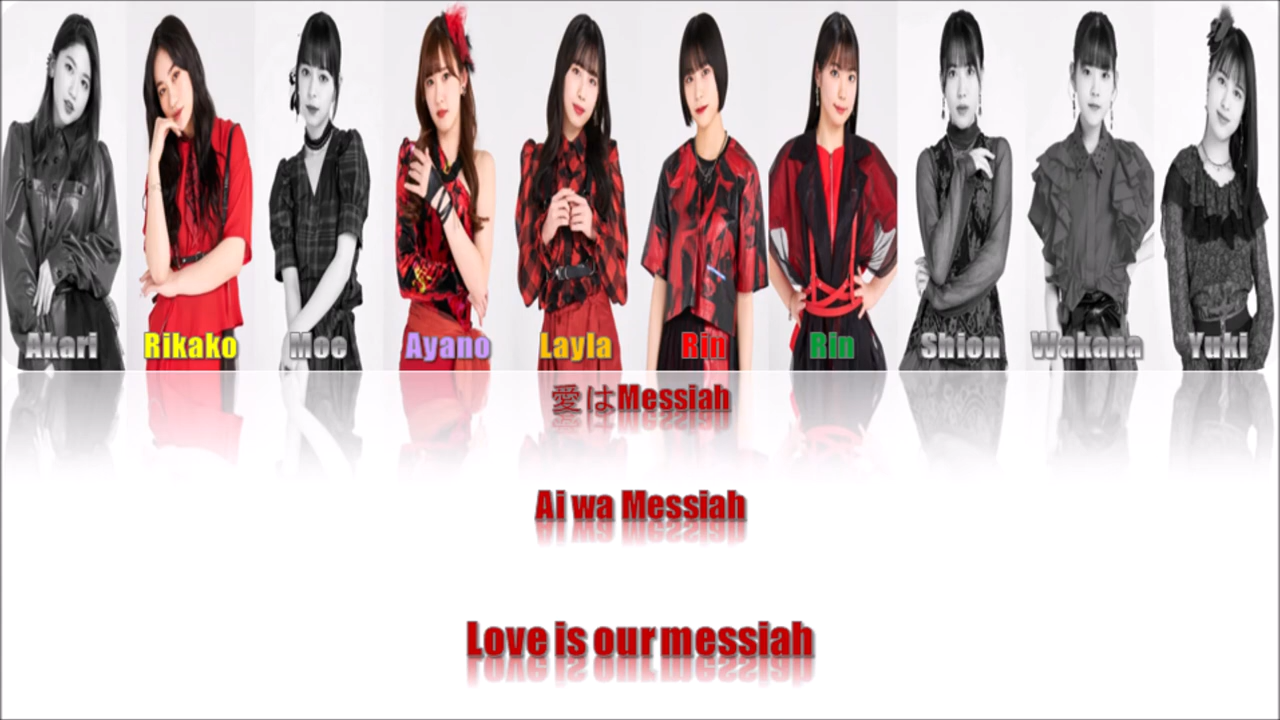 Akari Rikako Moe Ayano Layla Rin Rin Shion Wakana Yuki
愛はMessiah
Ai wa Messiah
Love is our messiah